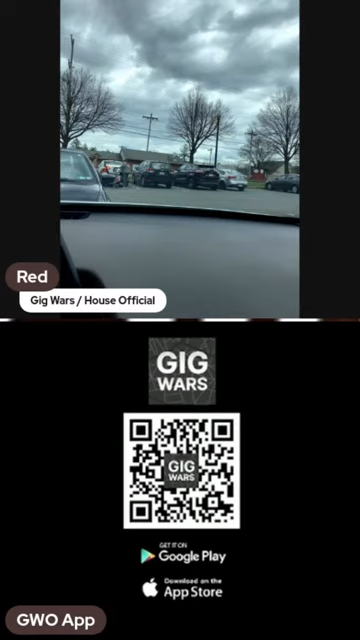 Red
Gig Wars / House Official
GIG
WARS
GIG
WARS
GET IT ON
Google Play
Download on the
App Store
GWO App